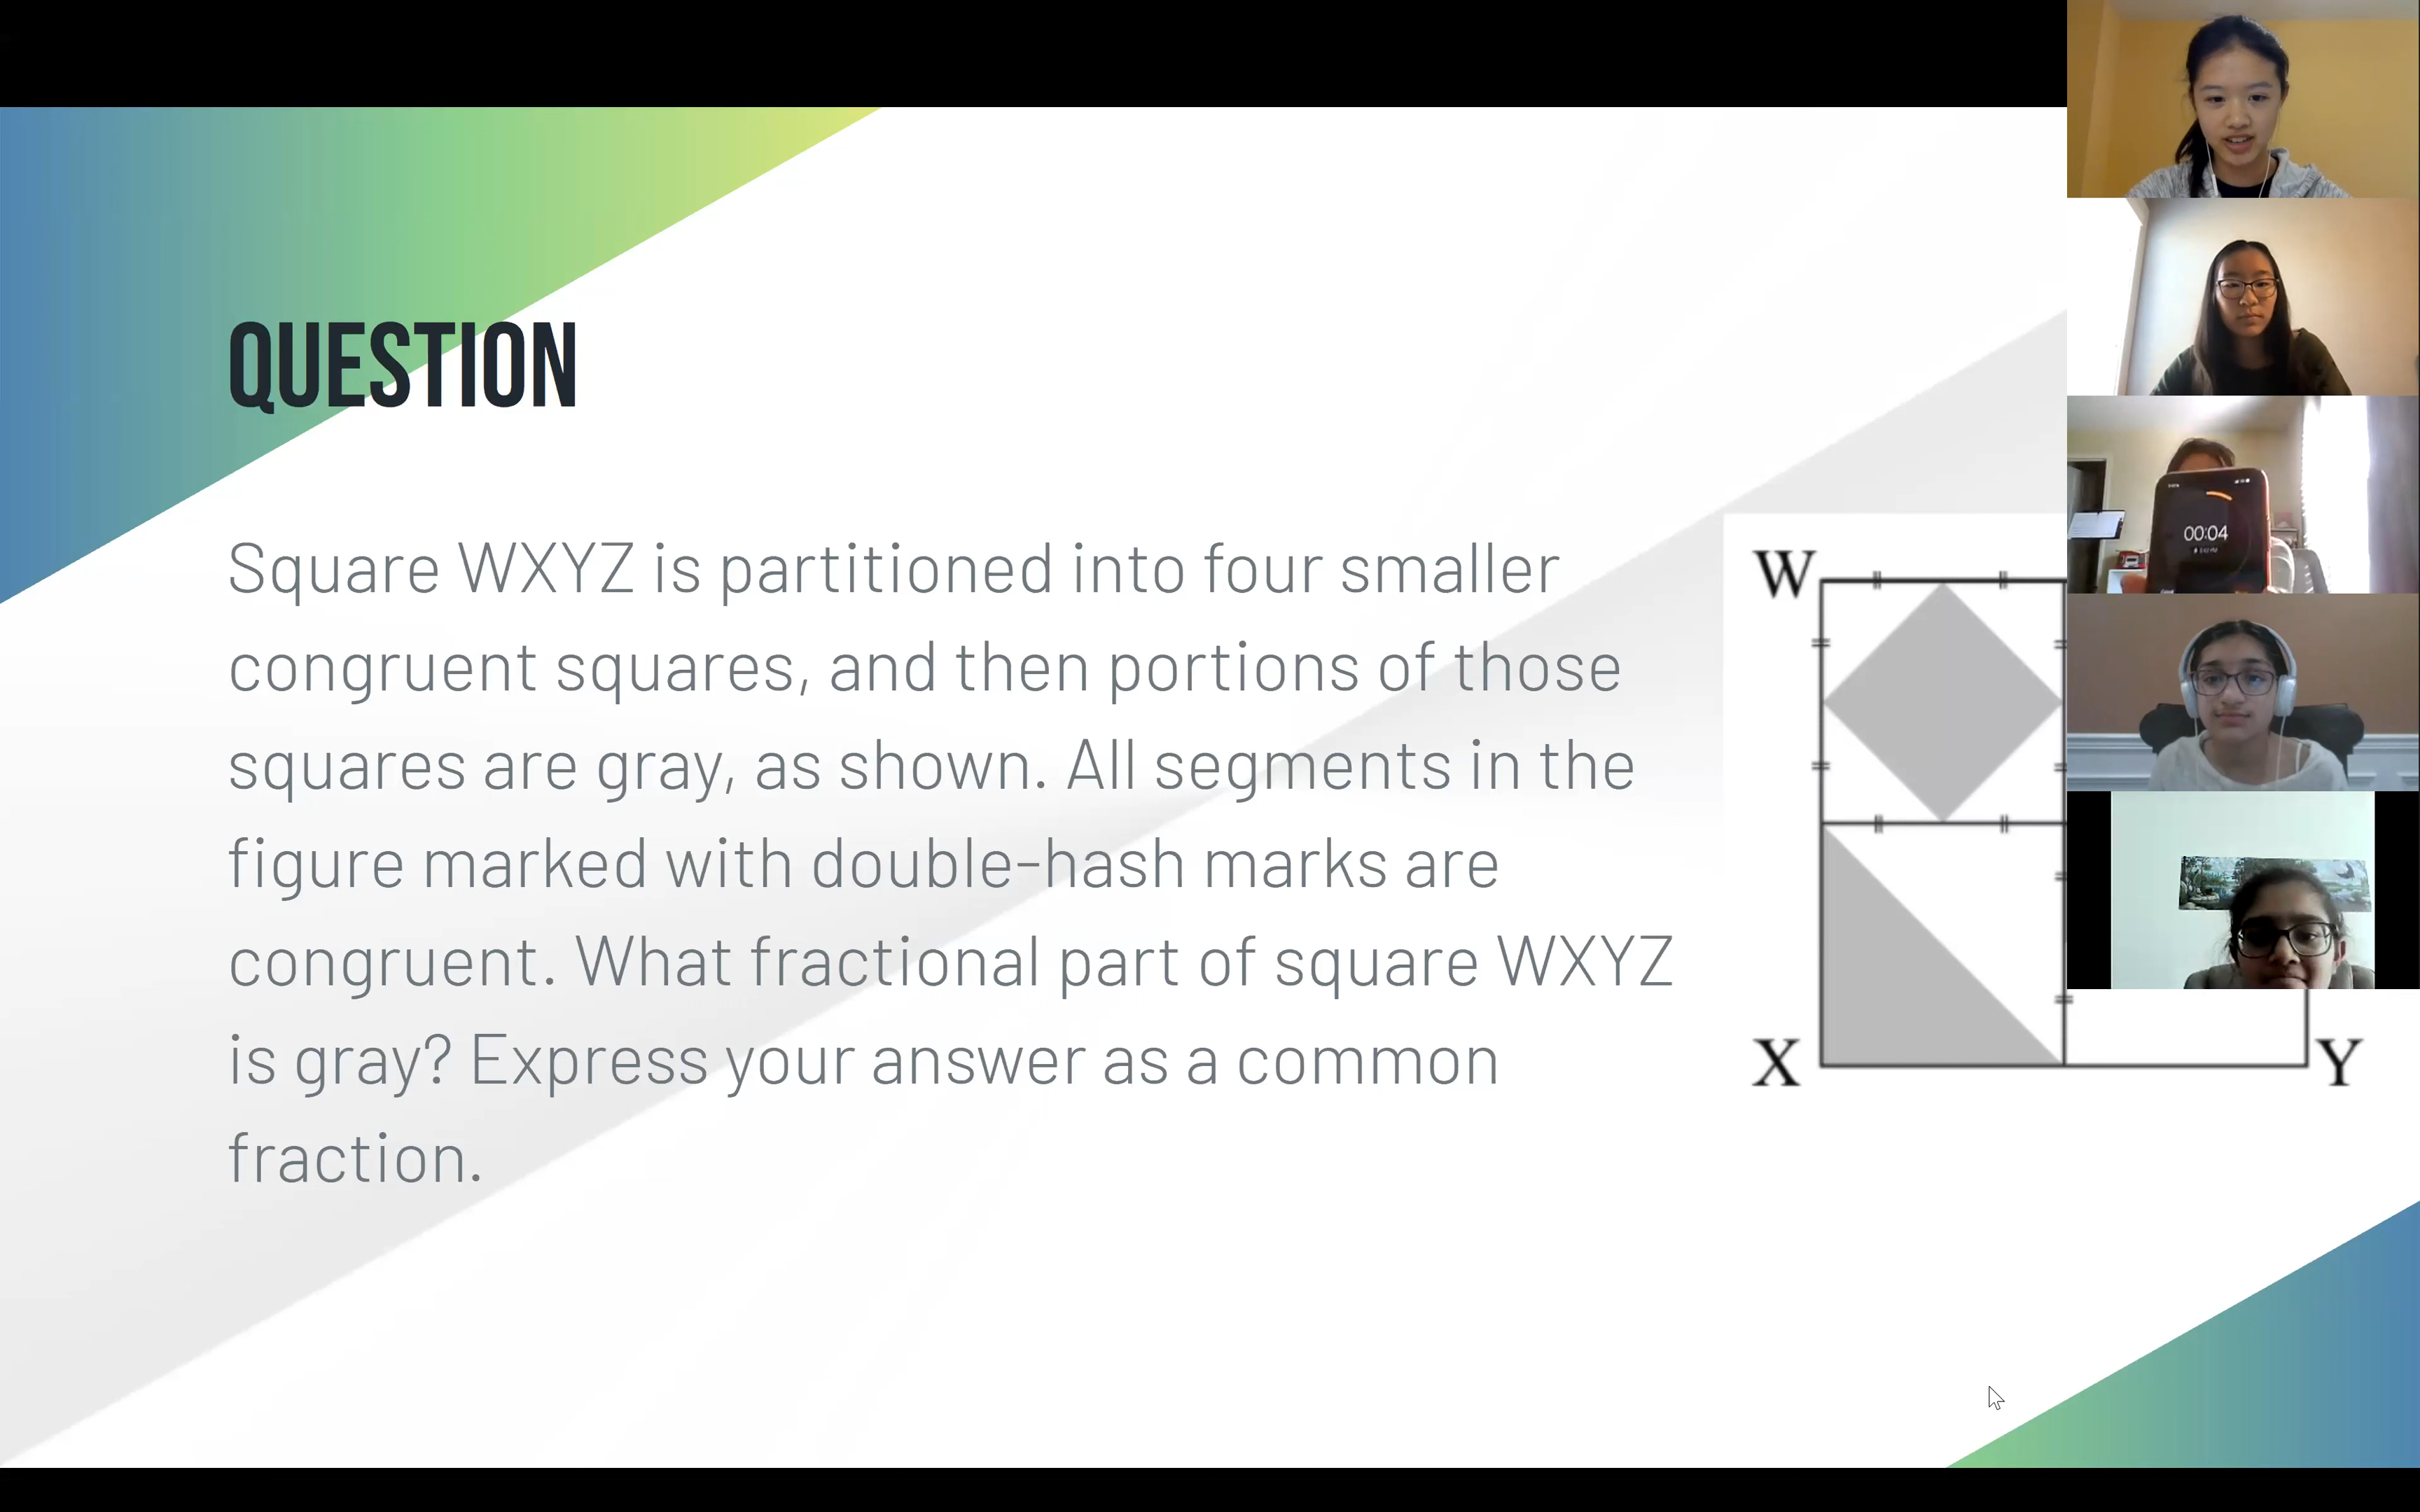 QUESTION
Square WXYZ is partitioned into four smaller
congruent squares, and then portions of those
squares are gray, as shown. All segments in the
figure marked with double-hash marks are
congruent. What fractional part of square WXYZ
is gray? Express your answer as a common
fraction.
W
X
Y
00:04